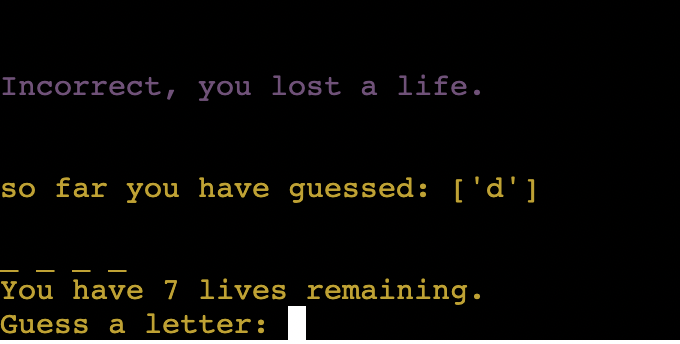 Incorrect, you lost a life.
so far you have guessed: ['d']
_ _ _ _
You have 7 lives remaining.
Guess a letter: